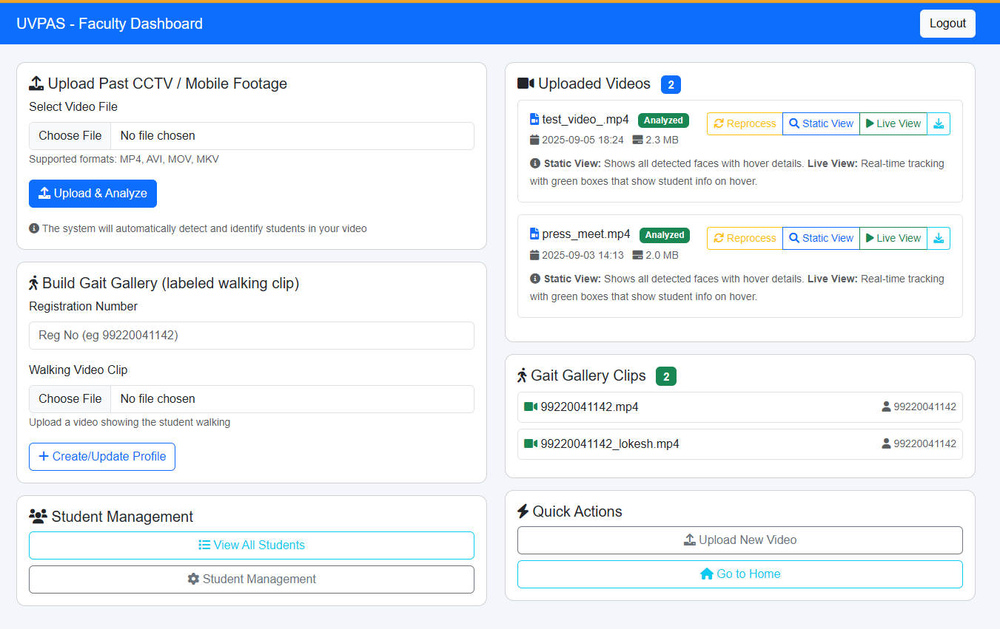 UVPAS - Faculty Dashboard
Logout
Upload Past CCTV / Mobile Footage
Select Video File
Choose File No file chosen
Supported formats: MP4, AVI, MOV, MKV
Upload & Analyze
The system will automatically detect and identify students in your video
Build Gait Gallery (labeled walking clip)
Registration Number
Reg No (eg 99220041142)
Walking Video Clip
Choose File No file chosen
Upload a video showing the student walking
Create/Update Profile
Student Management
View All Students
Student Management
Uploaded Videos 2
test_video_.mp4 Analyzed Reprocess Static View Live View
2025-09-05 18:24 2.3 MB
Static View: Shows all detected faces with hover details. Live View: Real-time tracking
with green boxes that show student info on hover.
press_meet.mp4 Analyzed Reprocess Static View Live View
2025-09-03 14:13 2.0 MB
Static View: Shows all detected faces with hover details. Live View: Real-time tracking
with green boxes that show student info on hover.
Gait Gallery Clips 2
99220041142.mp4 99220041142
99220041142_lokesh.mp4 99220041142
Quick Actions
Upload New Video
Go to Home